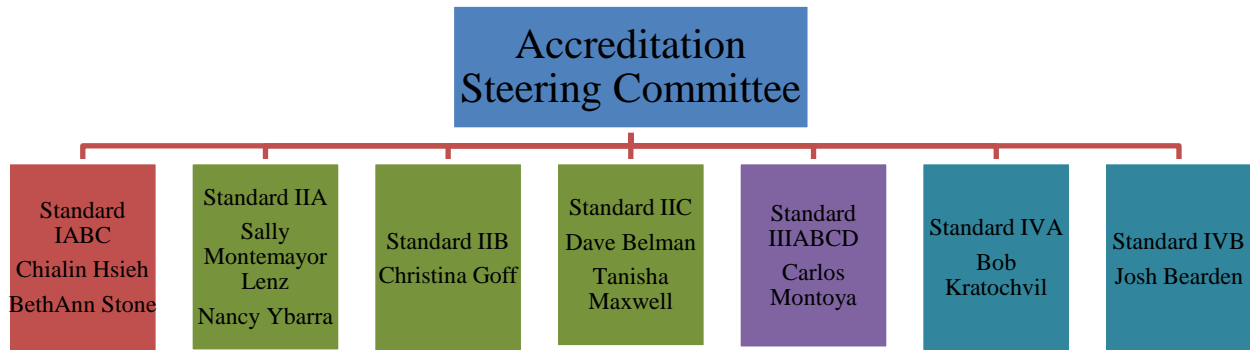 Accreditation
Steering Committee
Standard
IABC
Chialin Hsieh
BethAnn Stone
Standard IIA
Sally
Montemayor
Lenz
Nancy Ybarra
Standard IIB
Christina Goff
Standard IIC
Dave Belman
Tanisha
Maxwell
Standard
IIIABCD
Carlos
Montoya
Standard IVA
Bob
Kratochvil
Standard IVB
Josh Bearden